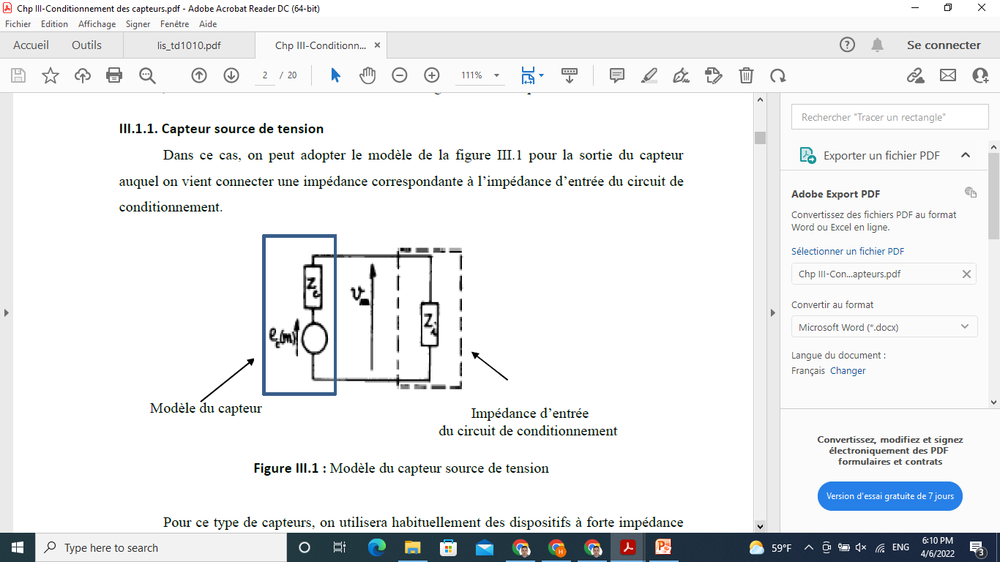 Chp III-Conditionnement des capteurs.pdf - Adobe Acrobat Reader DC (64-bit)
Fichier Edition Affichage Signer Fenêtre Aide
Accueil Outils lis_td1010.pdf Chp III-Conditionn... × Se connecter
2 / 20 111%
III.1.1. Capteur source de tension
Dans ce cas, on peut adopter le modèle de la figure III.1 pour la sortie du capteur
auquel on vient connecter une impédance correspondante à l’impédance d’entrée du circuit de
conditionnement.
Zc
ec(m)
Vm
Zi
Modèle du capteur
Impédance d’entrée
du circuit de conditionnement
Figure III.1 : Modèle du capteur source de tension
Pour ce type de capteurs, on utilisera habituellement des dispositifs à forte impédance
Rechercher "Tracer un rectangle"
Exporter un fichier PDF
Adobe Export PDF
Convertissez des fichiers PDF au format
Word ou Excel en ligne.
Sélectionner un fichier PDF
Chp III-Con...apteurs.pdf
Convertir au format
Microsoft Word (*.docx)
Langue du document :
Français Changer
Convertissez, modifiez et signez
électroniquement des PDF
formulaires et contrats
Version d'essai gratuite de 7 jours
Type here to search
H
59°F
ENG
6:10 PM
4/6/2022
3